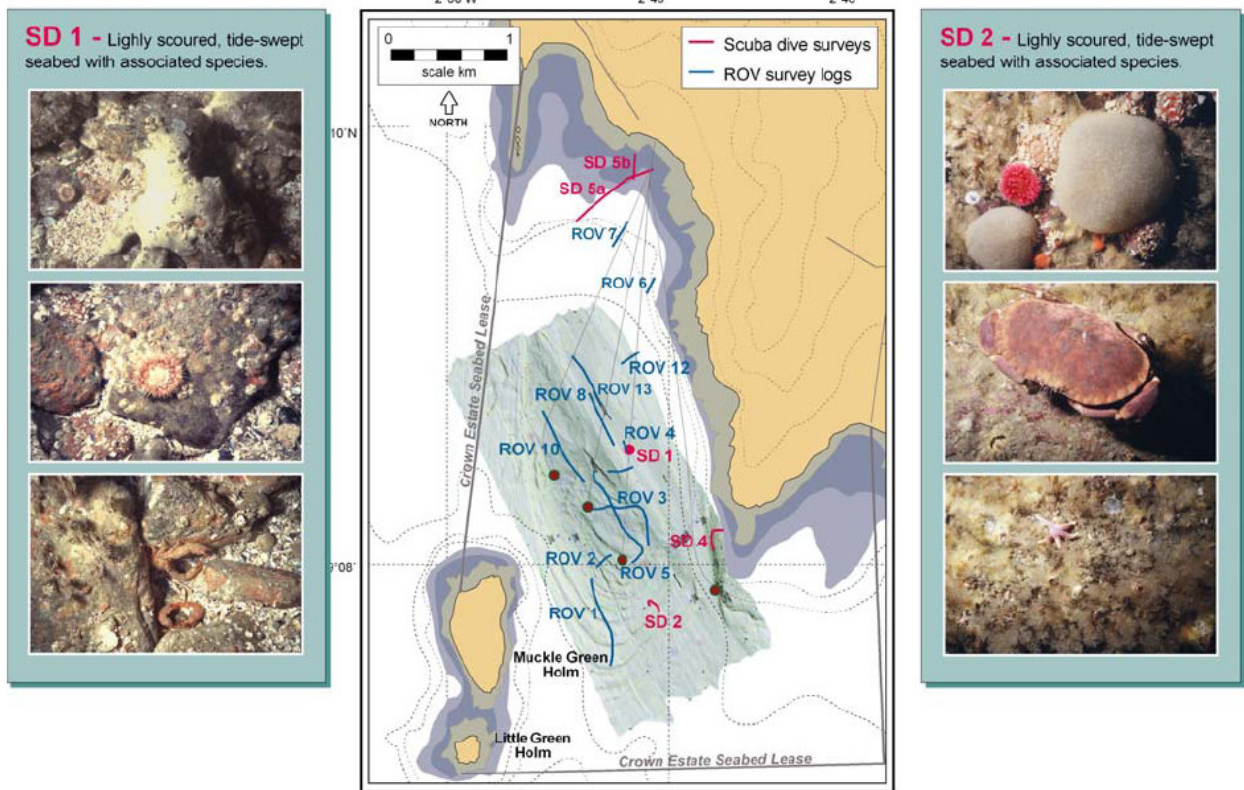 SD 1 - Lighly scoured, tide-swept
seabed with associated species.
0 1
scale km
NORTH
Scuba dive surveys
ROV survey logs
10'N
SD 5b
SD 5a
ROV 7
ROV 6
ROV 12
ROV 13
ROV 8
ROV 4
SD 1
ROV 10
ROV 3
SD 4
ROV 2
ROV 5
ROV 1
SD 2
Muckle Green
Holm
Little Green
Holm
Crown Estate Seabed Lease
Crown Estate Seabed Lease
9'08'
SD 2 - Lighly scoured, tide-swept
seabed with associated species.